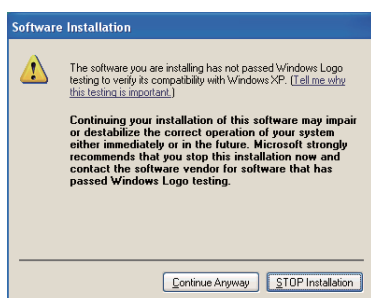 Software Installation
The software you are installing has not passed Windows Logo
testing to verify its compatibility with Windows XP. (Tell me why
this testing is important.)
Continuing your installation of this software may impair
or destabilize the correct operation of your system
either immediately or in the future. Microsoft strongly
recommends that you stop this installation now and
contact the software vendor for software that has
passed Windows Logo testing.
Continue Anyway
STOP Installation